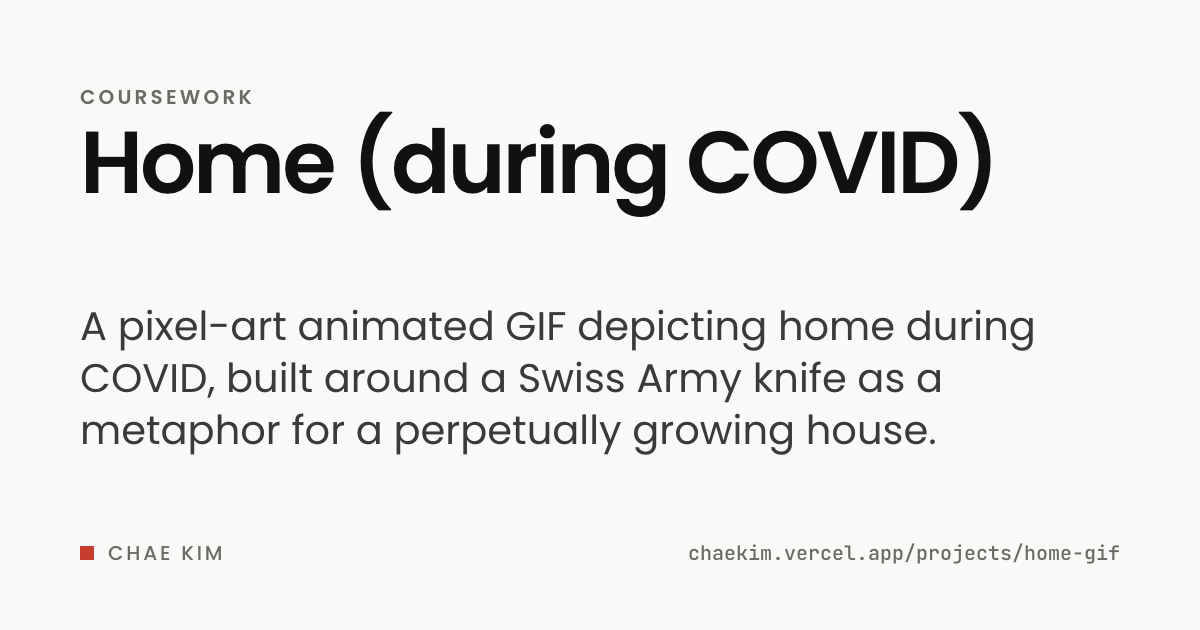 COURSEWORK
Home (during COVID)
A pixel-art animated GIF depicting home during
COVID, built around a Swiss Army knife as a
metaphor for a perpetually growing house.
CHAE KIM
chaekim.vercel.app/projects/home-gif